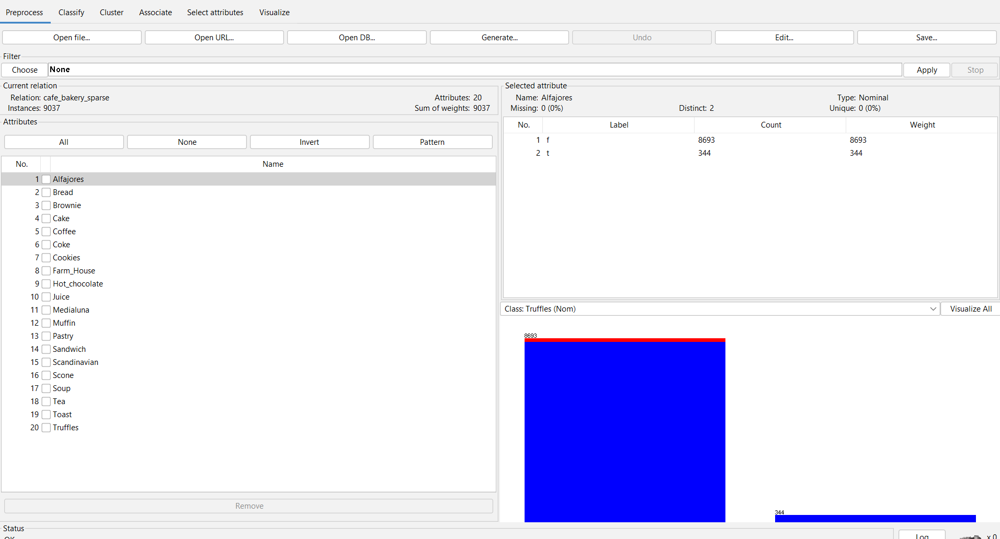 Preprocess Classify Cluster Associate Select attributes Visualize
Open file... Open URL... Open DB... Generate... Undo Edit... Save...
Filter
Choose None Apply Stop
Current relation
Relation: cafe_bakery_sparse Attributes: 20
Instances: 9037 Sum of weights: 9037
Attributes
All None Invert Pattern
No. Name
1 Alfajores
2 Bread
3 Brownie
4 Cake
5 Coffee
6 Coke
7 Cookies
8 Farm_House
9 Hot_chocolate
10 Juice
11 Medialuna
12 Muffin
13 Pastry
14 Sandwich
15 Scandinavian
16 Scone
17 Soup
18 Tea
19 Toast
20 Truffles
Remove
Selected attribute
Name: Alfajores Type: Nominal
Missing: 0 (0%) Distinct: 2 Unique: 0 (0%)
No. Label Count Weight
1 f 8693 8693
2 t 344 344
Class: Truffles (Nom) Visualize All
8693
344
Status
OK
Log x 0